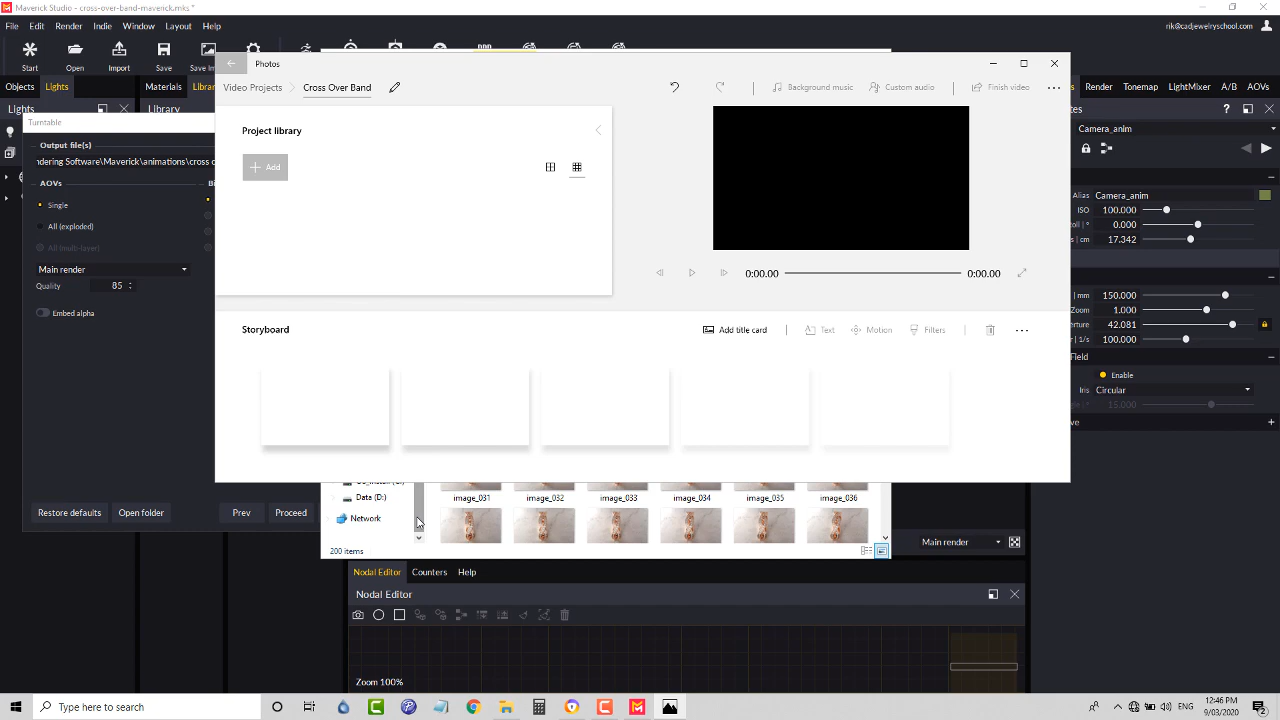 Maverick Studio - cross-over-band-maverick.mks *
File Edit Layout Window Help
rik@cadjewelryschool.com
Start Open Import Save
Objects Lights Materials
Render Tonemap LightMixer A/B AOVs
Lights Library
Turntable
Output file(s)
AOVs
Single
All (exploded)
All (multi-layer)
Main render
Quality 85
Embed alpha
Restore defaults Open folder Prev Proceed
Photos
Video Projects Cross Over Band
Background music Custom audio Finish video
Project library
Add
0:00.00 0:00.00
Storyboard
Add title card Text Motion Filters
Camera_anim
Alias Camera_anim
ISO 100.000
0.000
17.342
mm 150.000
Zoom 1.000
42.081
1/s 100.000
Field
Enable
Iris Circular
15.000
Data (D:)
Network
image_031 image_032 image_033 image_034 image_035 image_036
200 items
Main render
Nodal Editor Counters Help
Nodal Editor
Zoom 100%
Type here to search
ENG
12:46 PM
9/03/2020
2